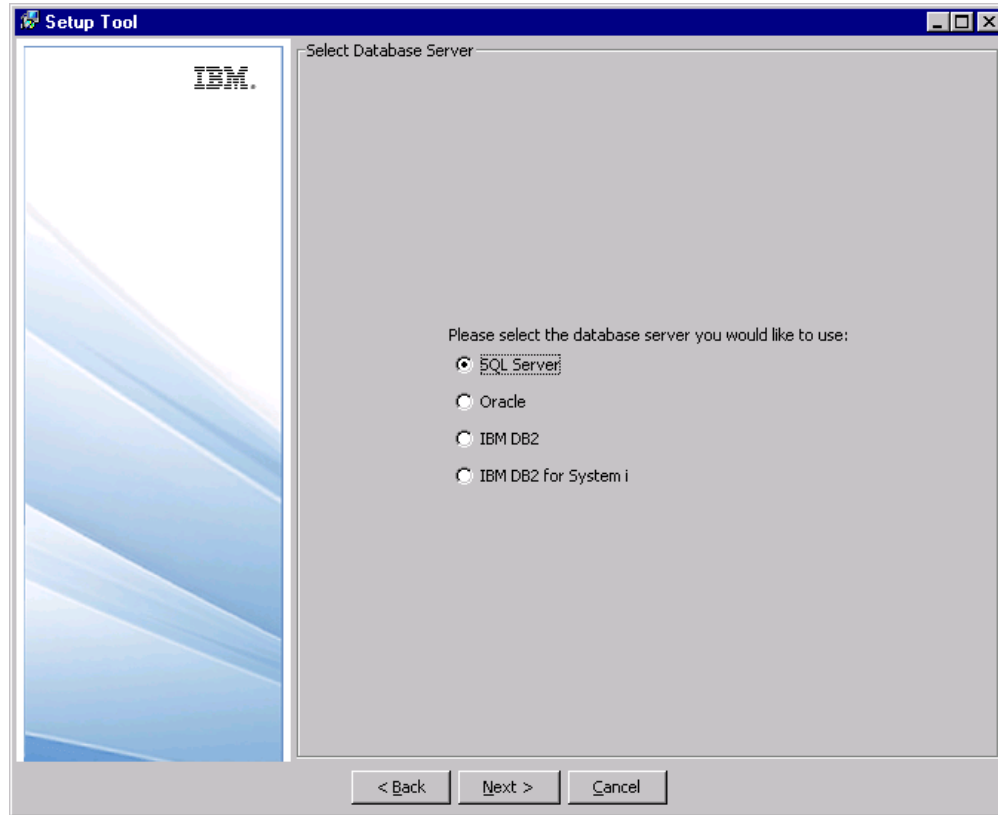 Setup Tool
IBM.
Select Database Server
Please select the database server you would like to use:
SQL Server
Oracle
IBM DB2
IBM DB2 for System i
< Back
Next >
Cancel